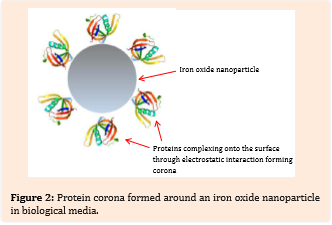 Iron oxide nanoparticle
Proteins complexing onto the surface
through electrostatic interaction forming
corona
Figure 2: Protein corona formed around an iron oxide nanoparticle
in biological media.